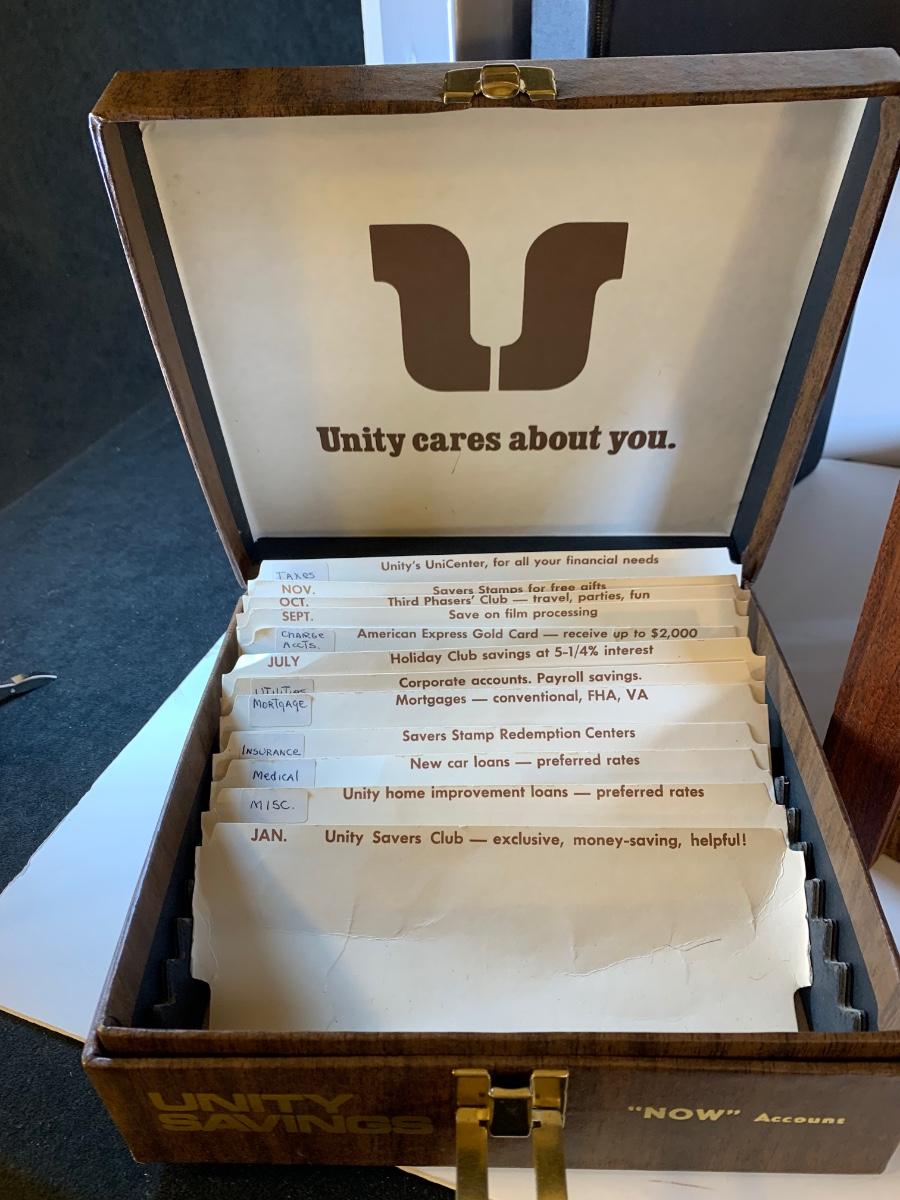 Unity cares about you.
TAXES Unity's UniCenter, for all your financial needs
NOV. Savers Stamps for free gifts
OCT. Third Phasers' Club — travel, parties, fun
SEPT. Save on film processing
CHARGE ACCTS. American Express Gold Card — receive up to $2,000
JULY Holiday Club savings at 5-1/4% interest
UTILITIES Corporate accounts. Payroll savings.
MORTGAGE Mortgages — conventional, FHA, VA
INSURANCE Savers Stamp Redemption Centers
MEDICAL New car loans — preferred rates
MISC. Unity home improvement loans — preferred rates
JAN. Unity Savers Club — exclusive, money-saving, helpful!
UNITY SAVINGS
"NOW" Account